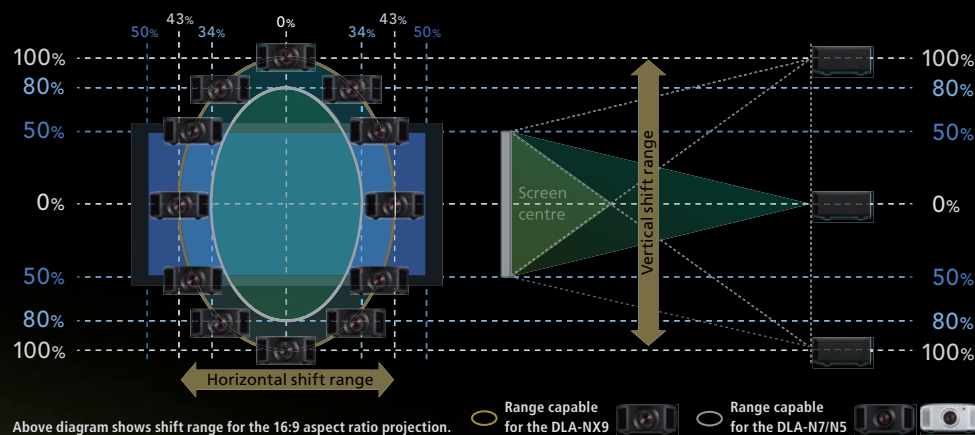 43% 0% 43%
50% 34% 34% 50%
100% 100%
80% 80%
50% 50%
Screen
centre
Vertical shift range
0% 0%
50% 50%
80% 80%
100% 100%
Horizontal shift range
Above diagram shows shift range for the 16:9 aspect ratio projection.
Range capable
for the DLA-NX9
Range capable
for the DLA-N7/N5